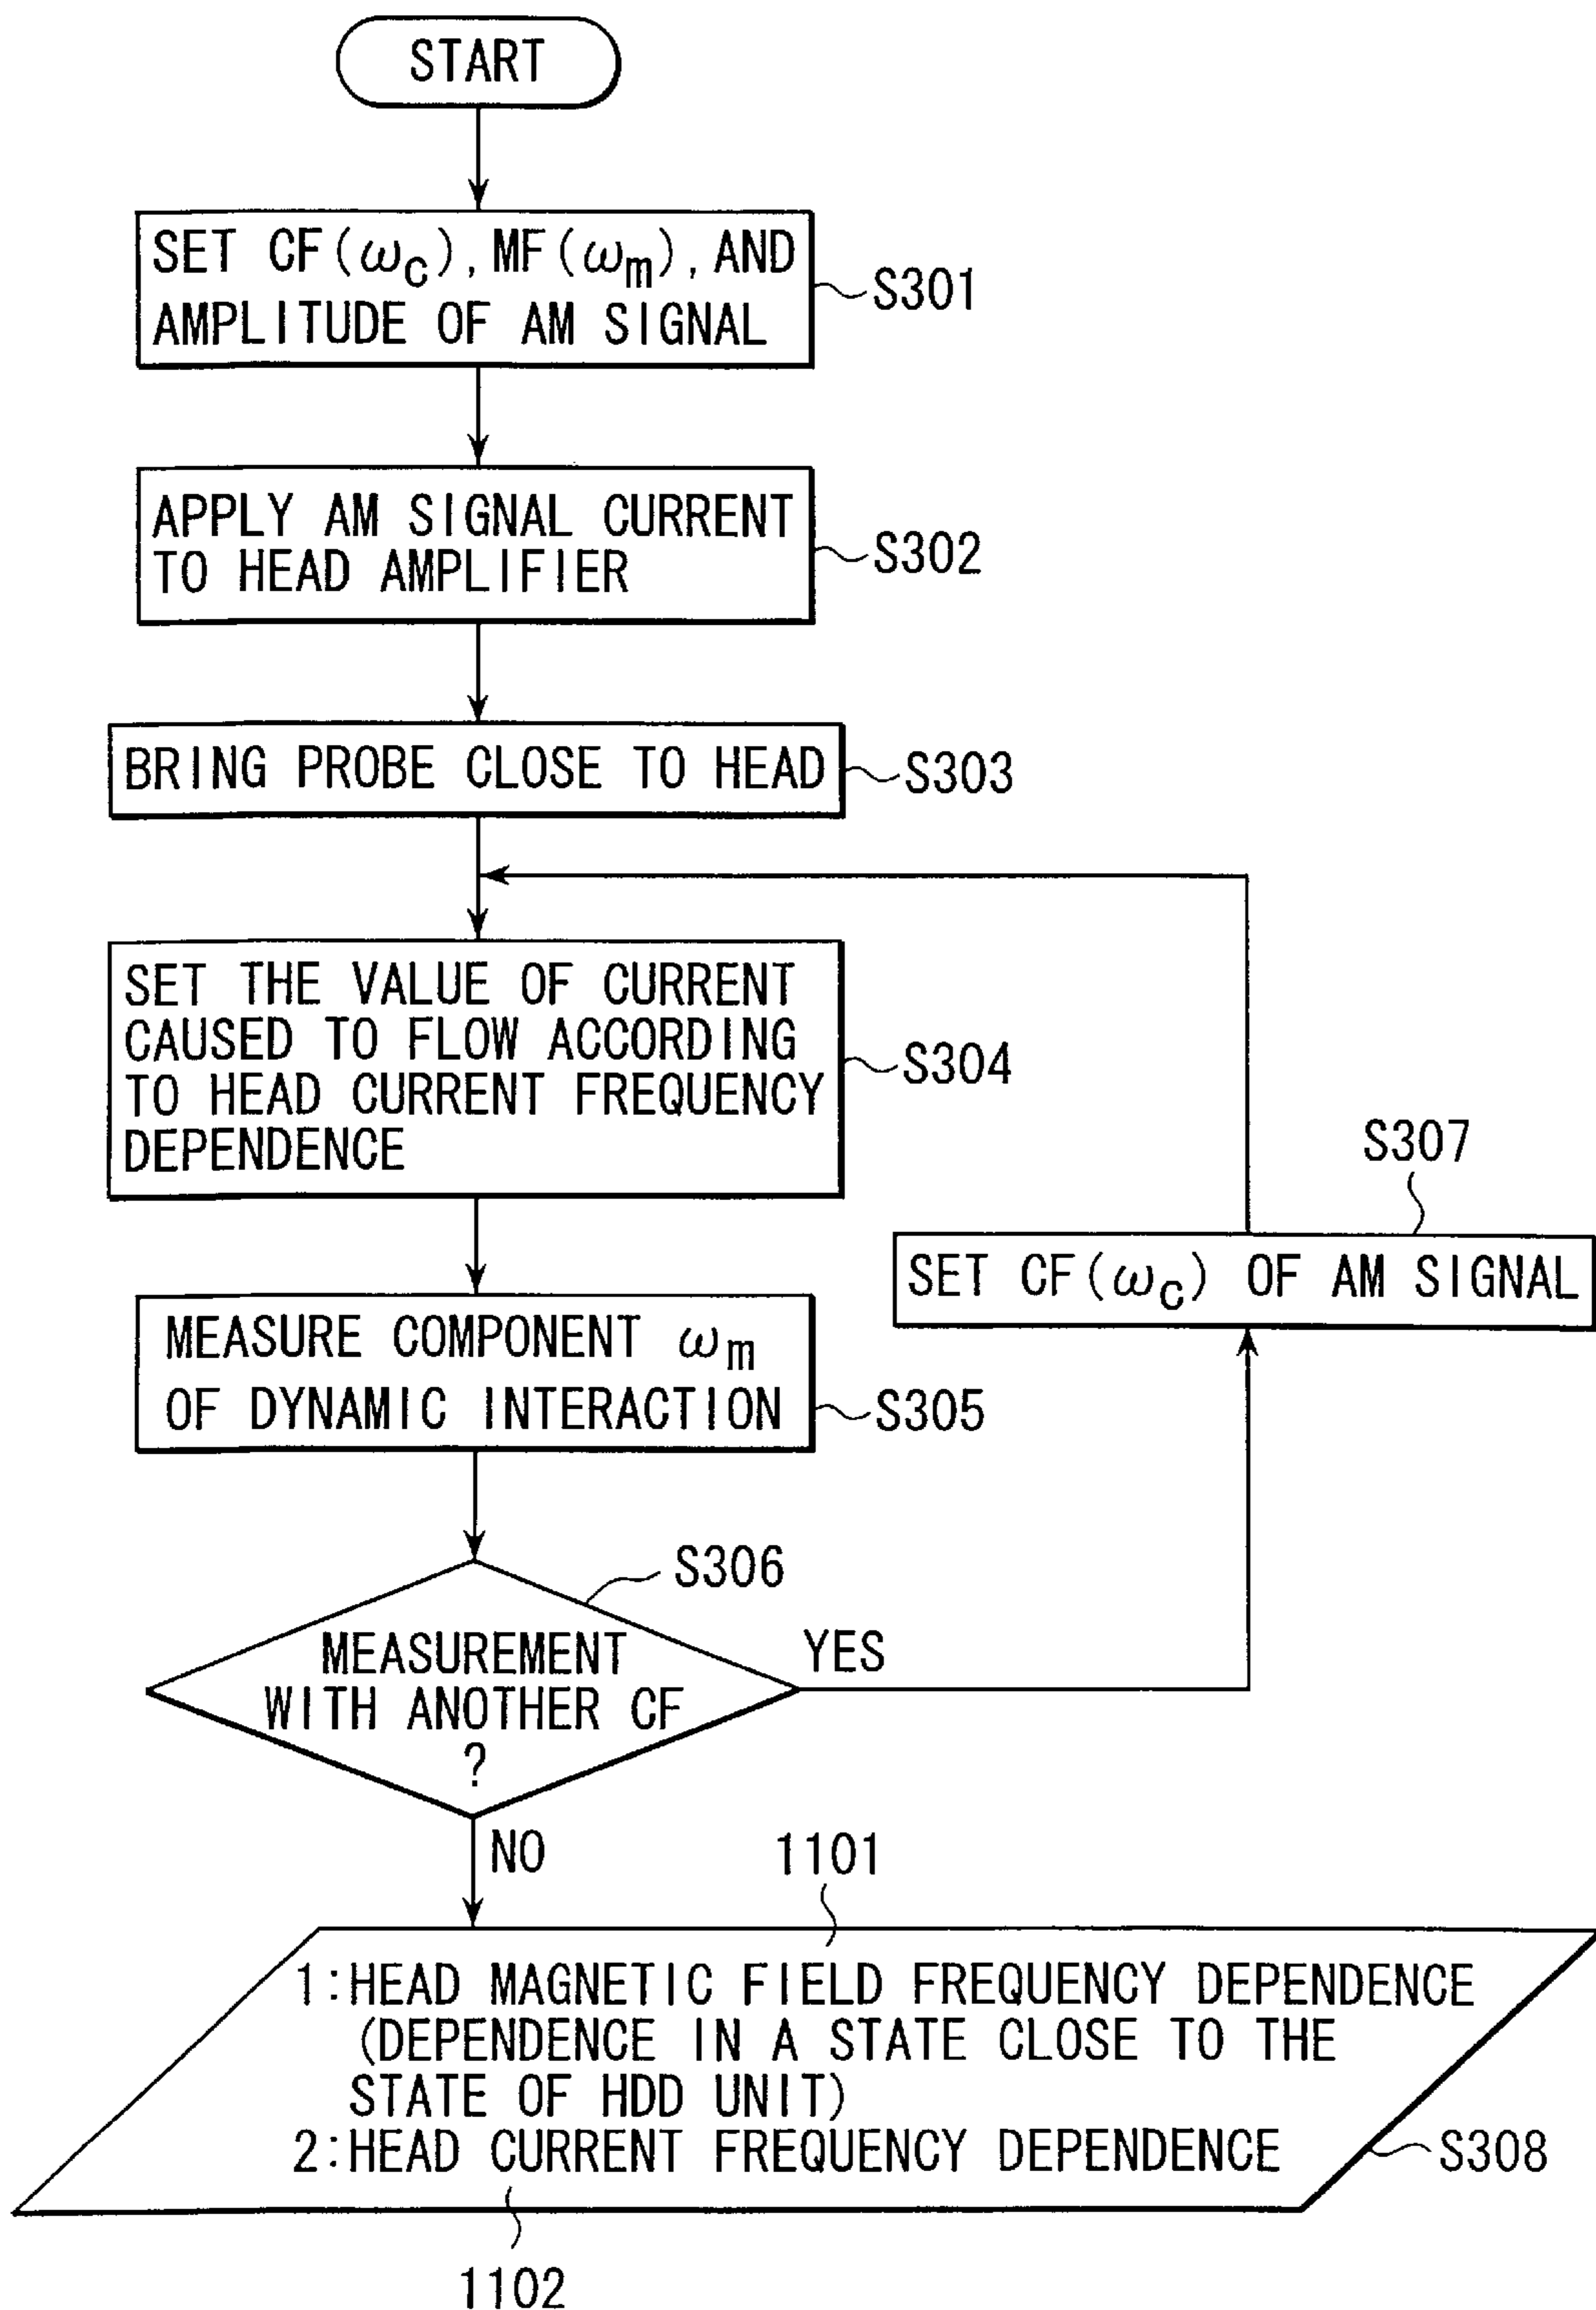 START
SET CF(ωc), MF(ωm), AND
AMPLITUDE OF AM SIGNAL
S301
APPLY AM SIGNAL CURRENT
TO HEAD AMPLIFIER
S302
BRING PROBE CLOSE TO HEAD
S303
SET THE VALUE OF CURRENT
CAUSED TO FLOW ACCORDING
TO HEAD CURRENT FREQUENCY
DEPENDENCE
S304
S307
SET CF(ωc) OF AM SIGNAL
MEASURE COMPONENT ωm
OF DYNAMIC INTERACTION
S305
S306
MEASUREMENT
WITH ANOTHER CF
?
YES
NO
1101
1:HEAD MAGNETIC FIELD FREQUENCY DEPENDENCE
(DEPENDENCE IN A STATE CLOSE TO THE
STATE OF HDD UNIT)
2:HEAD CURRENT FREQUENCY DEPENDENCE
S308
1102